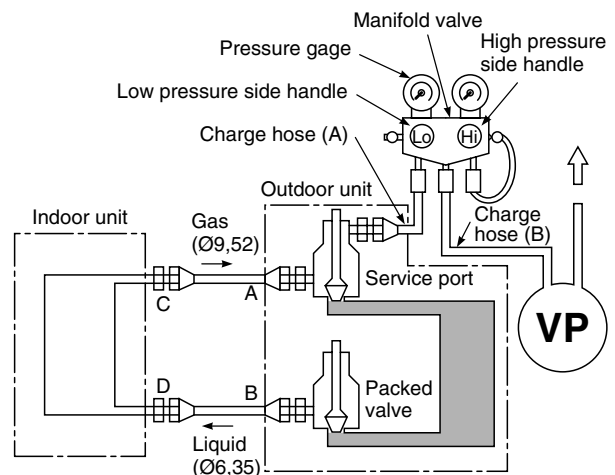 Manifold valve
Pressure gage
High pressure
side handle
Low pressure side handle
Lo
Hi
Charge hose (A)
Outdoor unit
Indoor unit
Gas
(Ø9,52)
Charge
hose (B)
C
A
Service port
VP
D
B
Packed
valve
Liquid
(Ø6,35)